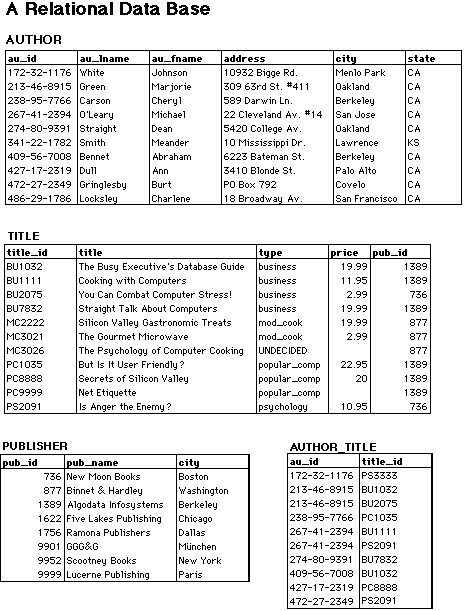 A Relational Data Base
AUTHOR
au_id au_lname au_fname address city state
172-32-1176 White Johnson 10932 Bigge Rd. Menlo Park CA
213-46-8915 Green Marjorie 309 63rd St. #411 Oakland CA
238-95-7766 Carson Cheryl 589 Darwin Ln. Berkeley CA
267-41-2394 O'Leary Michael 22 Cleveland Av. #14 San Jose CA
274-80-9391 Straight Dean 5420 College Av. Oakland CA
341-22-1782 Smith Meander 10 Mississippi Dr. Lawrence KS
409-56-7008 Bennet Abraham 6223 Bateman St. Berkeley CA
427-17-2319 Dull Ann 3410 Blonde St. Palo Alto CA
472-27-2349 Gringlesby Burt PO Box 792 Covelo CA
486-29-1786 Locksley Charlene 18 Broadway Av. San Francisco CA
TITLE
title_id title type price pub_id
BU1032 The Busy Executive's Database Guide business 19.99 1389
BU1111 Cooking with Computers business 11.95 1389
BU2075 You Can Combat Computer Stress! business 2.99 736
BU7832 Straight Talk About Computers business 19.99 1389
MC2222 Silicon Valley Gastronomic Treats mod_cook 19.99 877
MC3021 The Gourmet Microwave mod_cook 2.99 877
MC3026 The Psychology of Computer Cooking UNDECIDED 877
PC1035 But Is It User Friendly? popular_comp 22.95 1389
PC8888 Secrets of Silicon Valley popular_comp 20 1389
PC9999 Net Etiquette popular_comp 1389
PS2091 Is Anger the Enemy? psychology 10.95 736
PUBLISHER
pub_id pub_name city
736 New Moon Books Boston
877 Binnet & Hardley Washington
1389 Algodata Infosystems Berkeley
1622 Five Lakes Publishing Chicago
1756 Ramona Publishers Dallas
9901 GGG&G München
9952 Scootney Books New York
9999 Lucerne Publishing Paris
AUTHOR_TITLE
au_id title_id
172-32-1176 PS3333
213-46-8915 BU1032
213-46-8915 BU2075
238-95-7766 PC1035
267-41-2394 BU1111
267-41-2394 PS2091
274-80-9391 BU7832
409-56-7008 BU1032
427-17-2319 PC8888
472-27-2349 PS2091